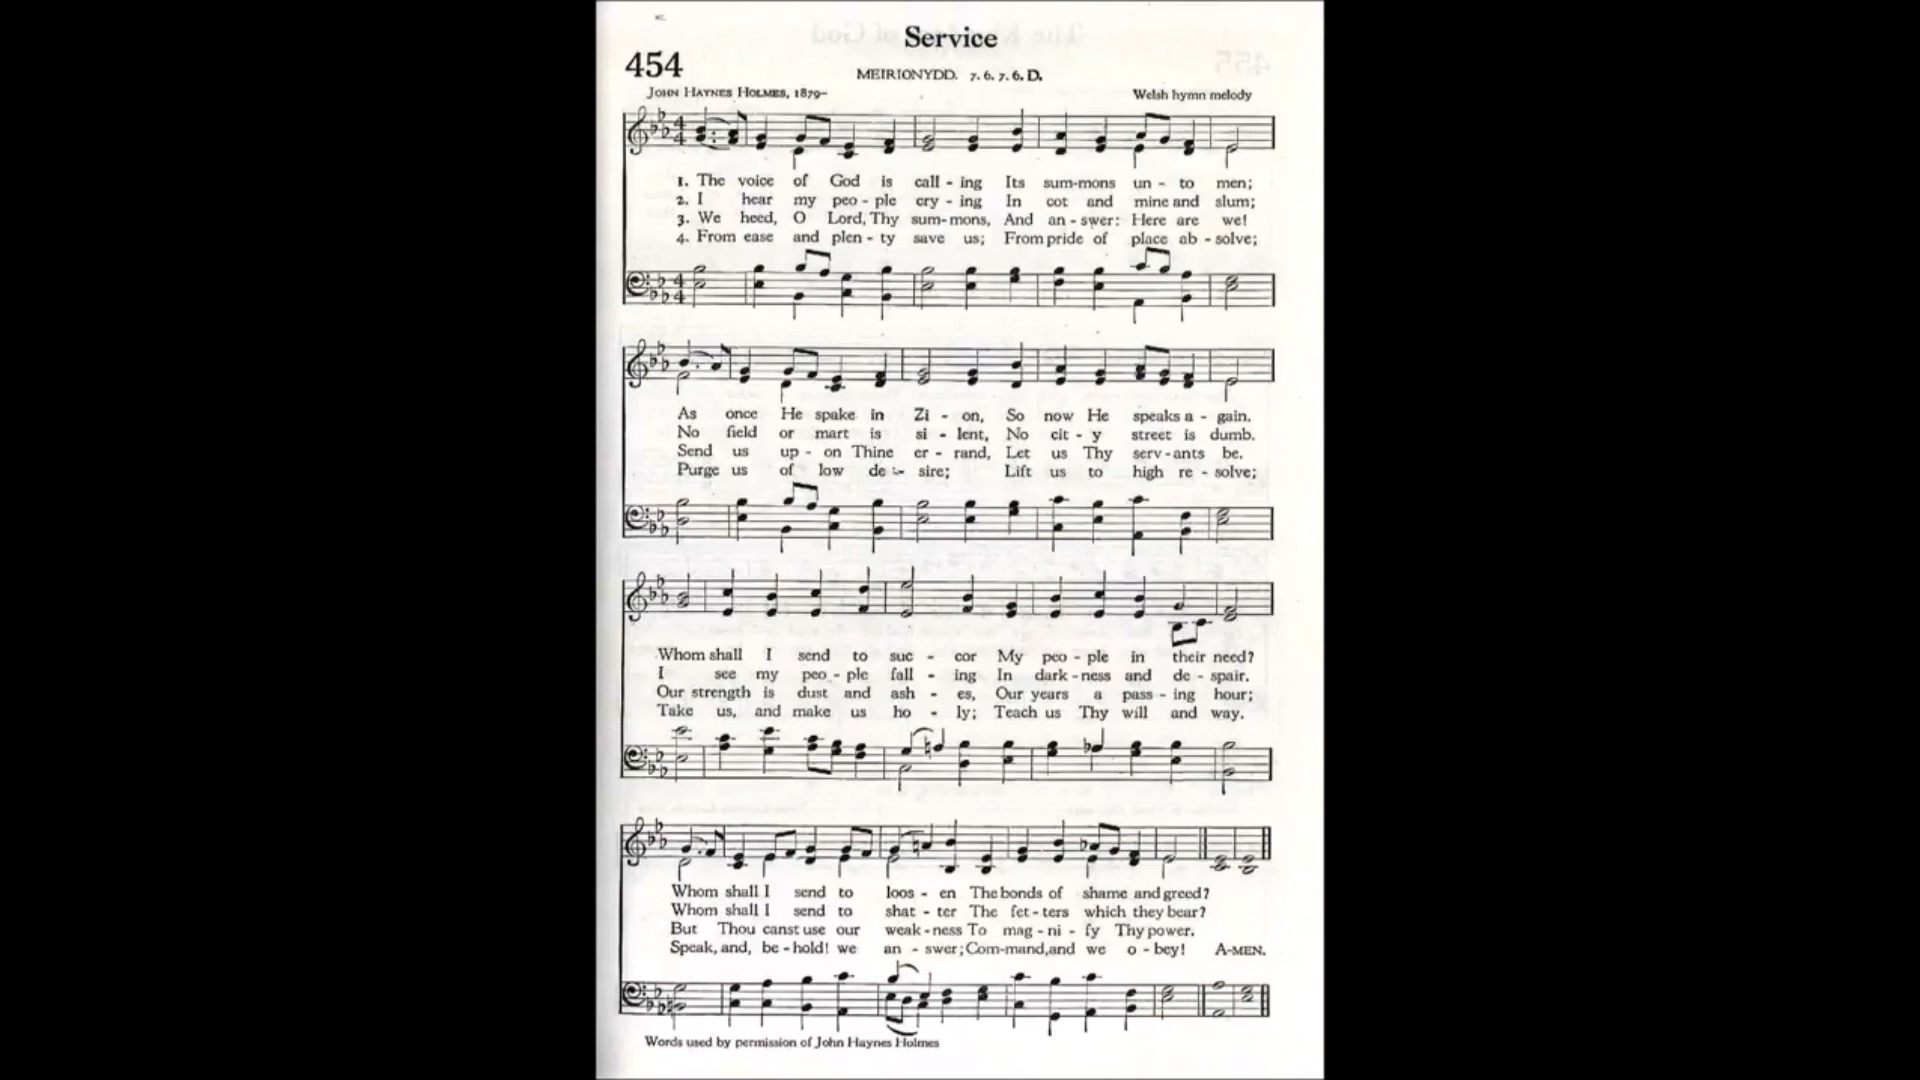 Service
454
MEIRIONYDD. 7. 6. 7. 6. D.
JOHN HAYNES HOLMES, 1879–
Welsh hymn melody
1. The voice of God is call - ing Its sum-mons un - to men;
2. I hear my peo - ple cry - ing In cot and mine and slum;
3. We heed, O Lord, Thy sum-mons, And an - swer: Here are we!
4. From ease and plen - ty save us; From pride of place ab - solve;
As once He spake in Zi - on, So now He speaks a - gain.
No field or mart is si - lent, No cit - y street is dumb.
Send us up - on Thine er - rand, Let us Thy serv - ants be.
Purge us of low de - sire; Lift us to high re - solve;
Whom shall I send to suc - cor My peo - ple in their need?
I see my peo - ple fall - ing In dark - ness and de - spair.
Our strength is dust and ash - es, Our years a pass - ing hour;
Take us, and make us ho - ly; Teach us Thy will and way.
Whom shall I send to loos - en The bonds of shame and greed?
Whom shall I send to shat - ter The fet - ters which they bear?
But Thou canst use our weak - ness To mag - ni - fy Thy power.
Speak, and, be - hold! we an - swer; Com-mand, and we o - bey! A-MEN.
Words used by permission of John Haynes Holmes